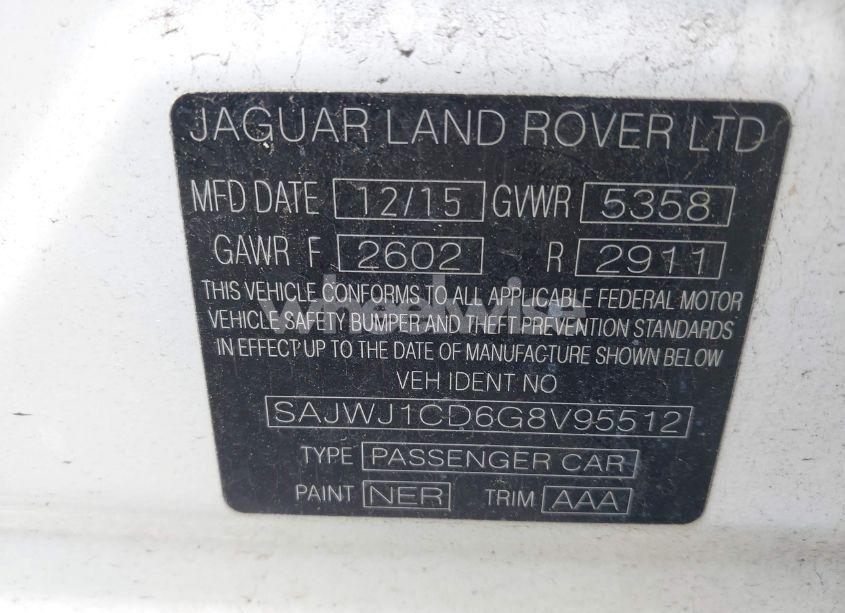 JAGUAR LAND ROVER LTD
MFD DATE 12/15 GVWR 5358
GAWR F 2602 R 2911
THIS VEHICLE CONFORMS TO ALL APPLICABLE FEDERAL MOTOR
VEHICLE SAFETY BUMPER AND THEFT PREVENTION STANDARDS
IN EFFECT UP TO THE DATE OF MANUFACTURE SHOWN BELOW
wheelwise
VEH IDENT NO
SAJWJ1CD6G8V95512
TYPE PASSENGER CAR
PAINT NER TRIM AAA